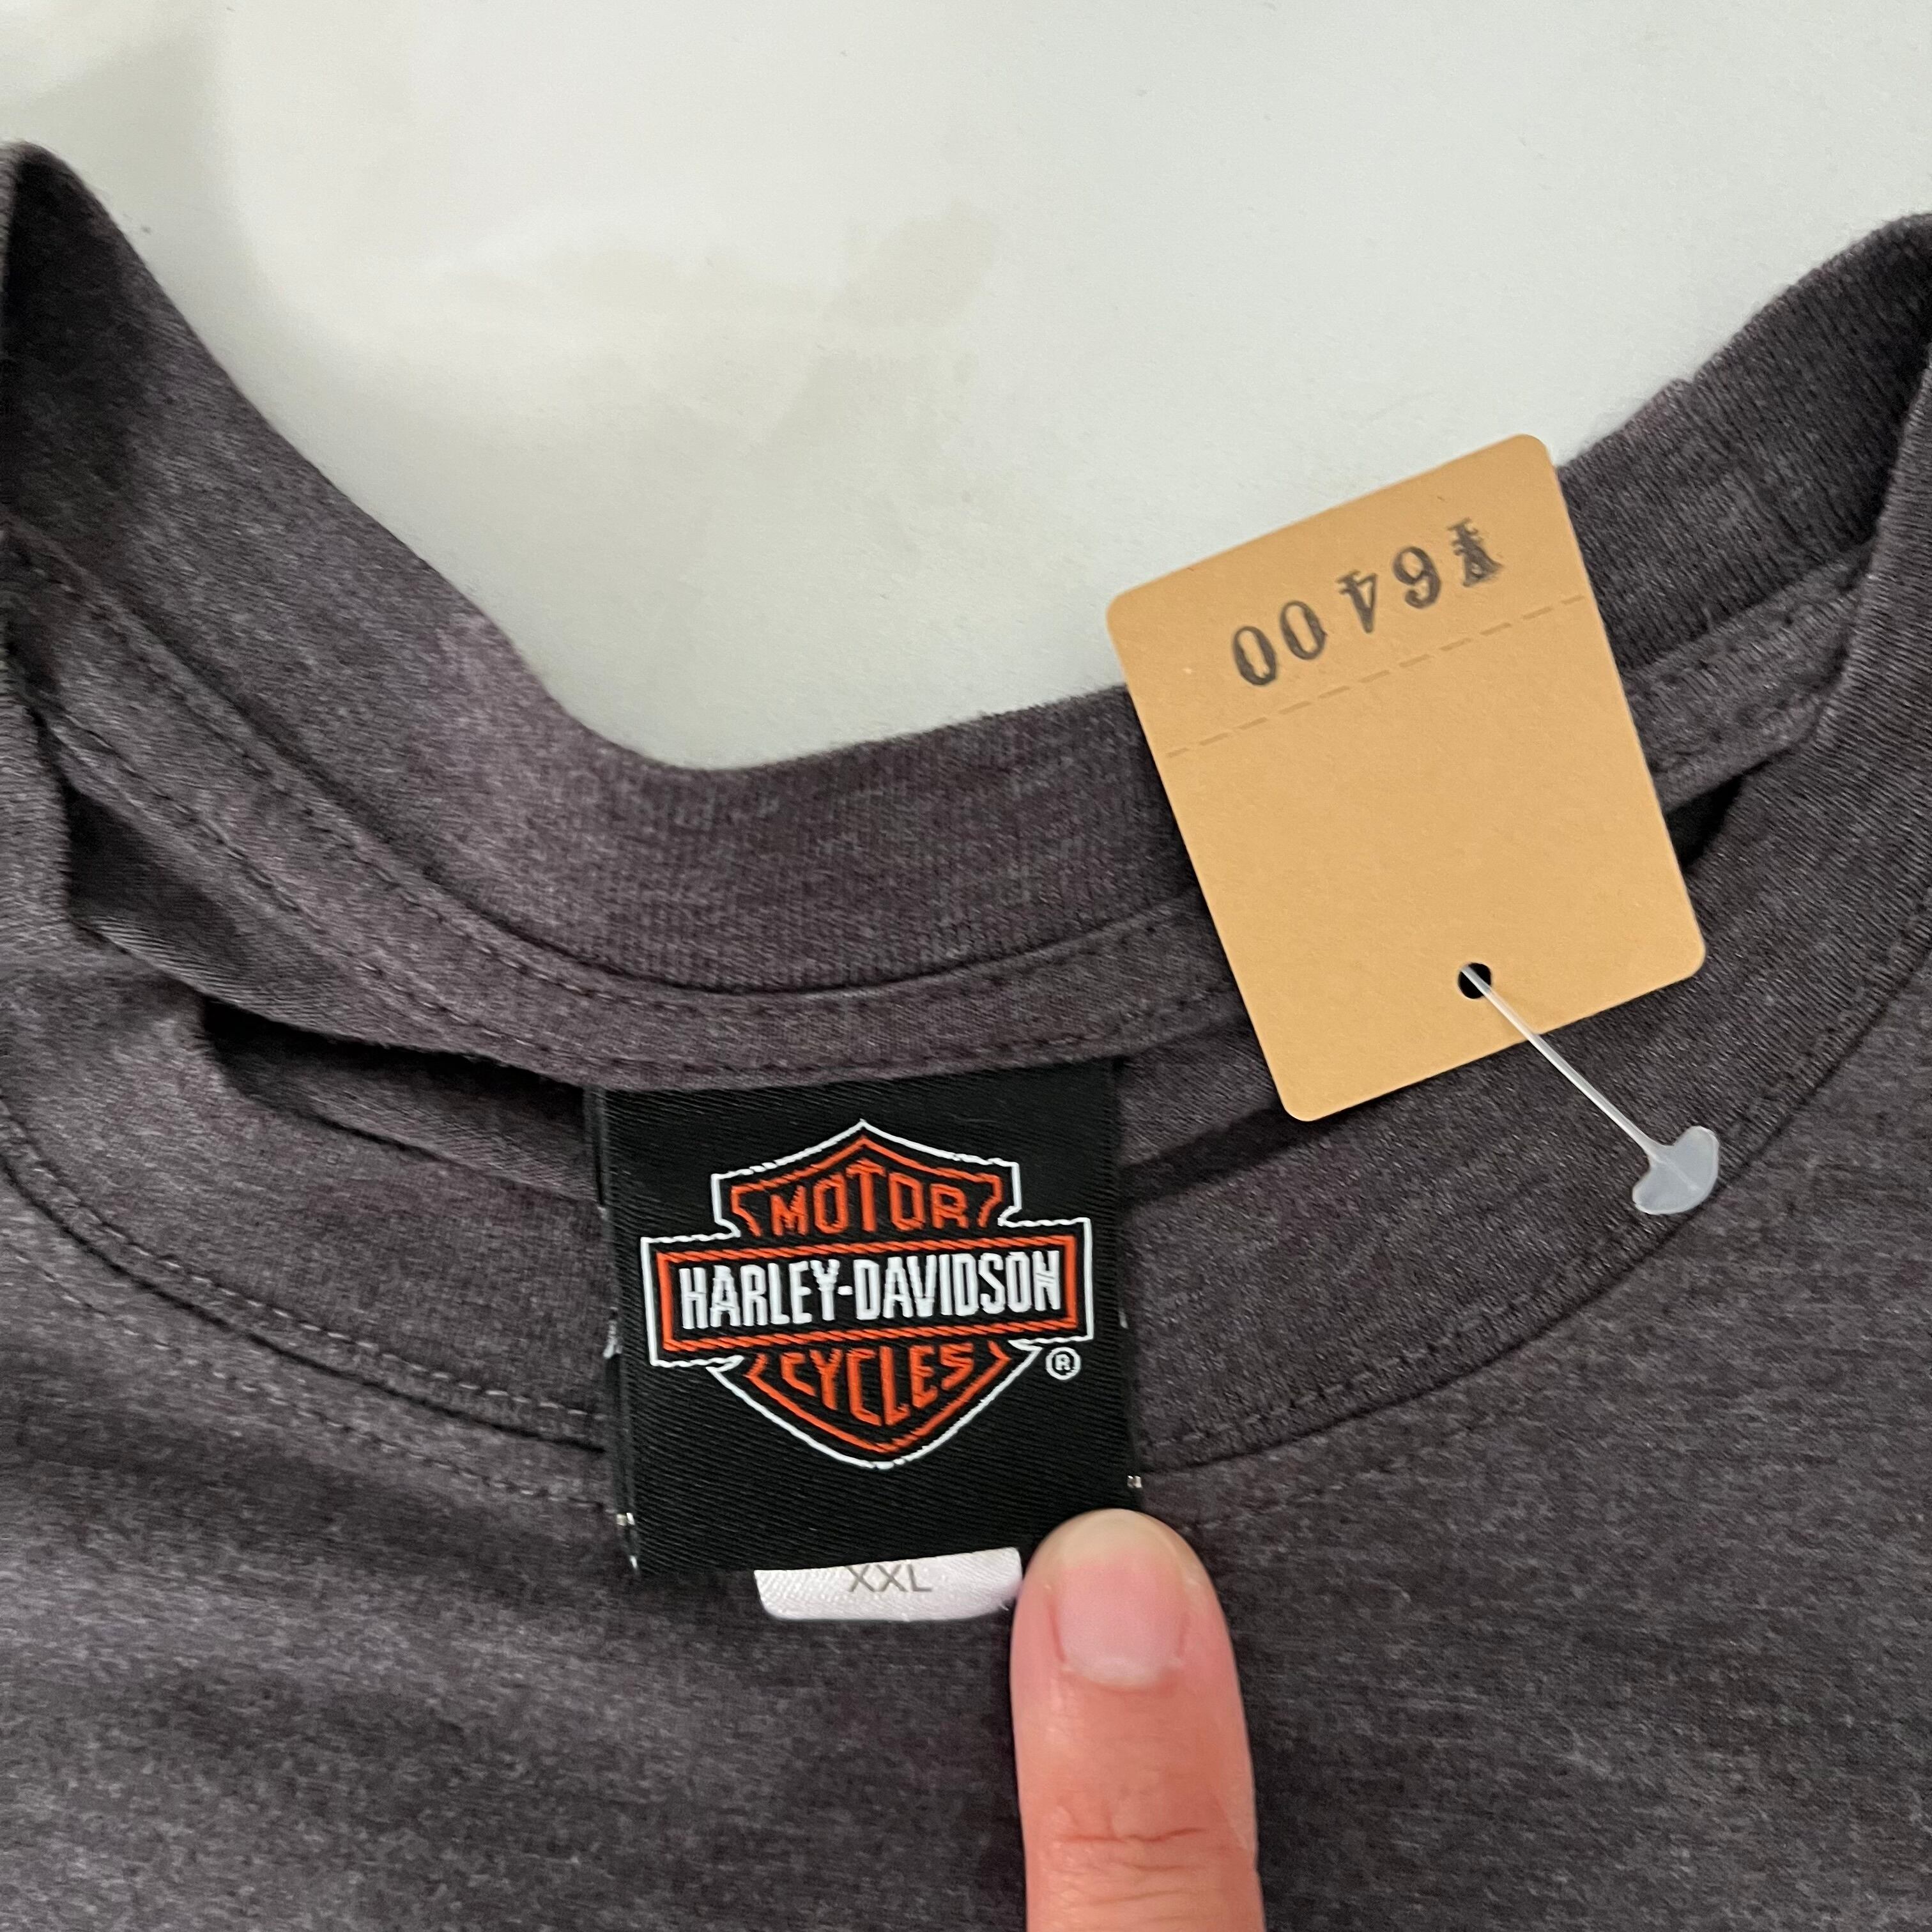 ¥6400
MOTOR
HARLEY-DAVIDSON
CYCLES
®
XXL